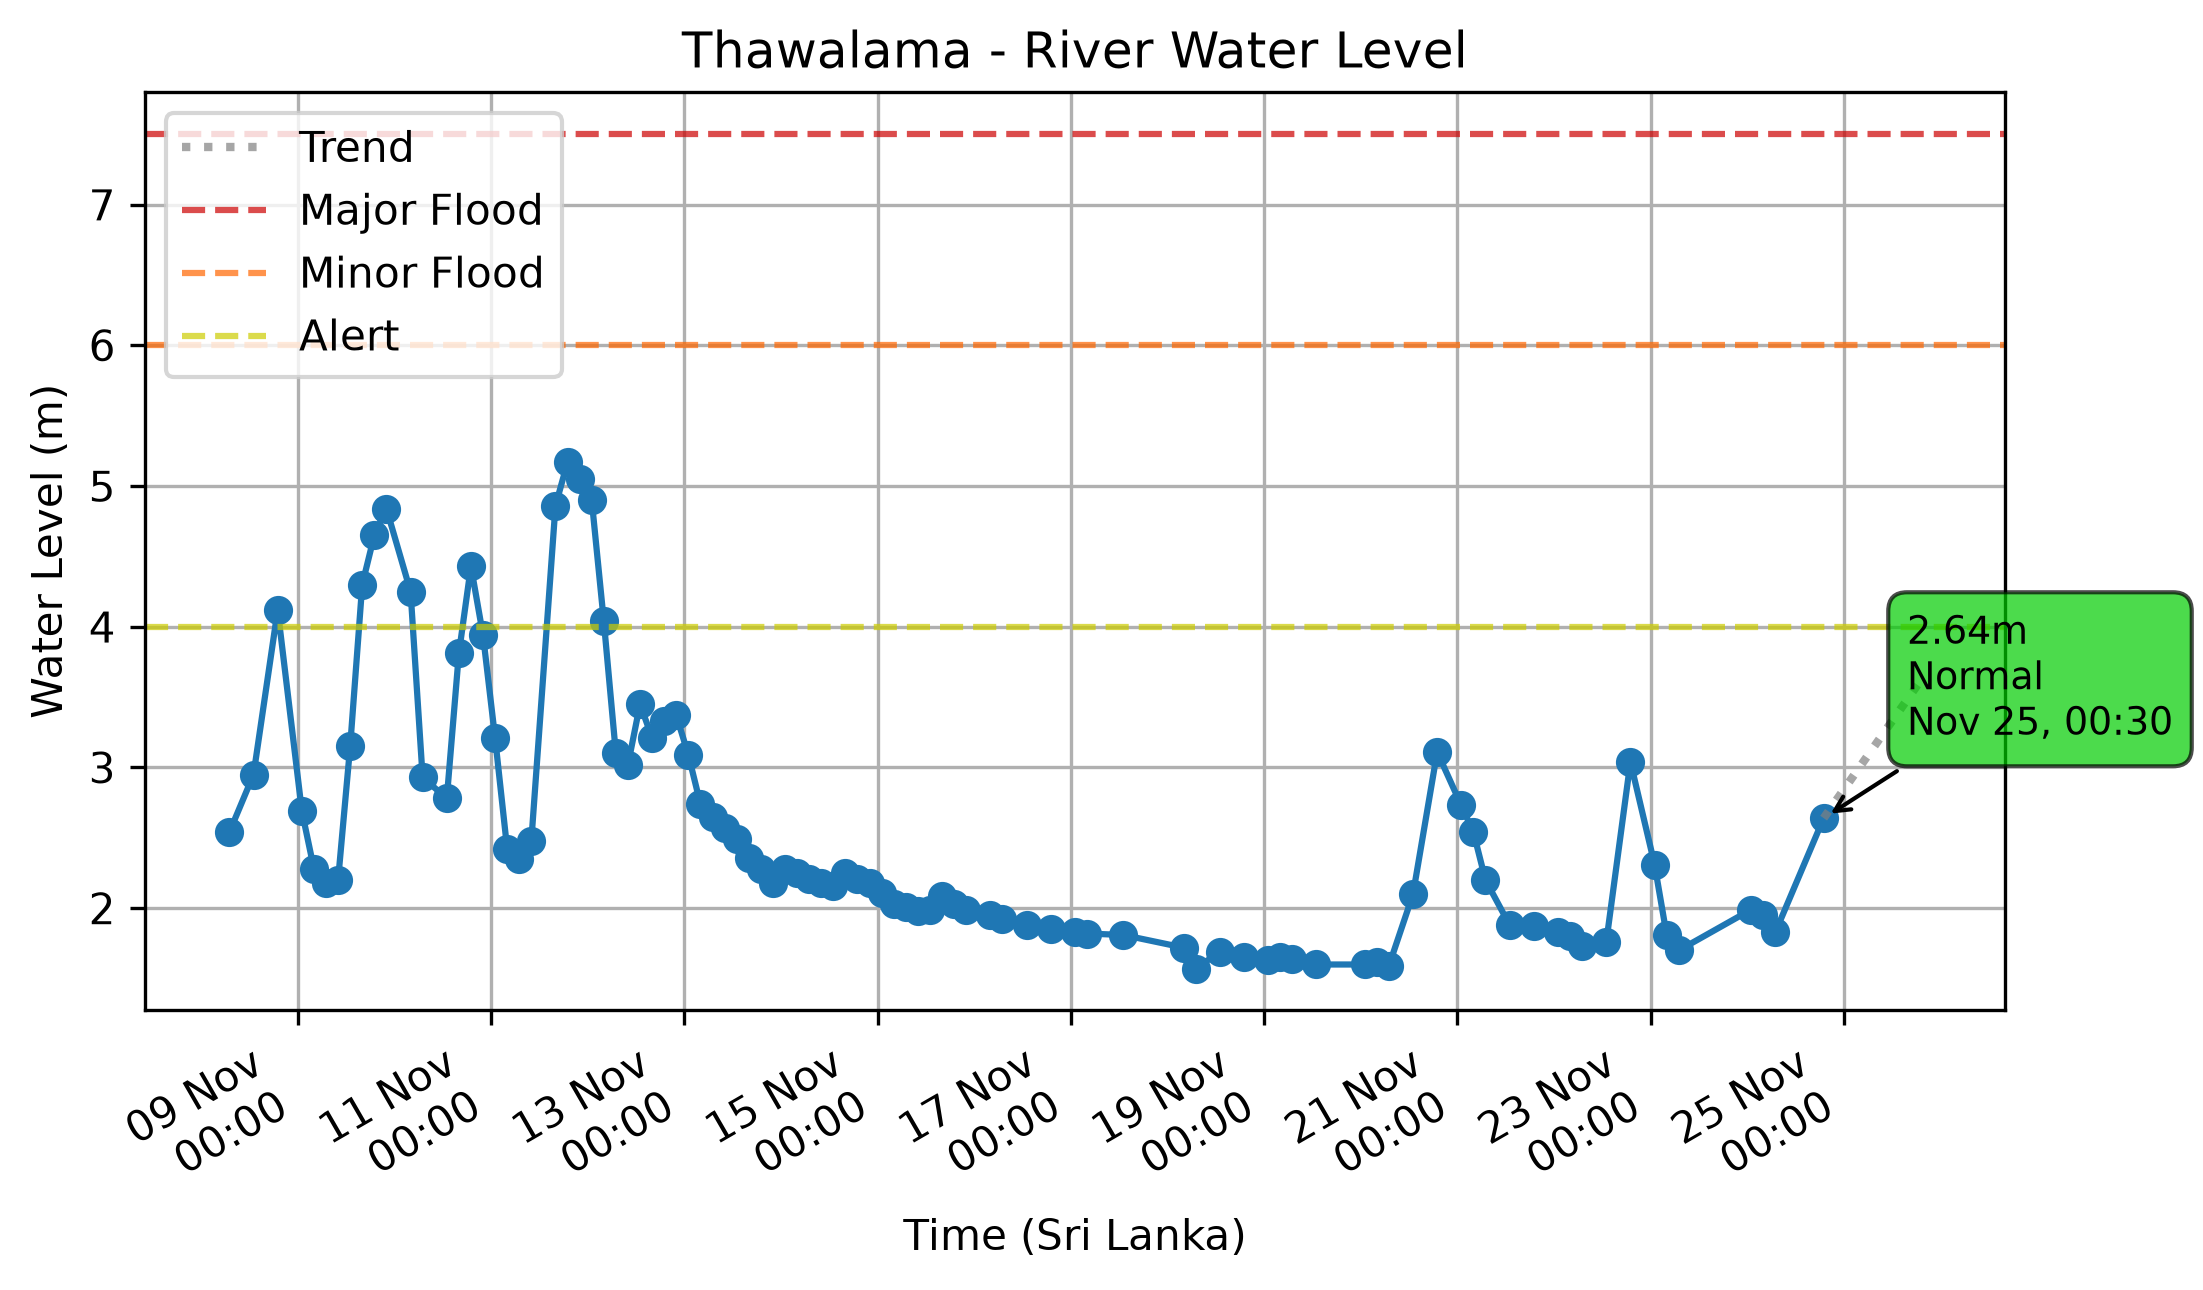 Thawalama - River Water Level
Trend
Major Flood
Minor Flood
Alert
Water Level (m)
7
6
5
4
3
2
2.64m
Normal
Nov 25, 00:30
09 Nov
00:00
11 Nov
00:00
13 Nov
00:00
15 Nov
00:00
17 Nov
00:00
19 Nov
00:00
21 Nov
00:00
23 Nov
00:00
25 Nov
00:00
Time (Sri Lanka)